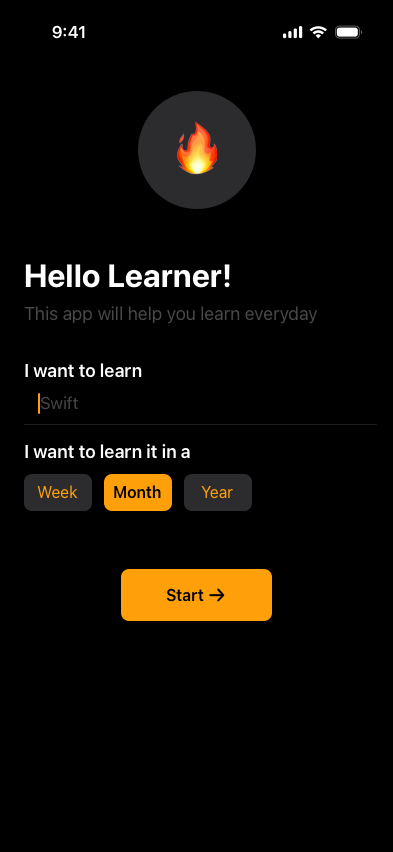 9:41
Hello Learner!
This app will help you learn everyday
I want to learn
Swift
I want to learn it in a
Week Month Year
Start →